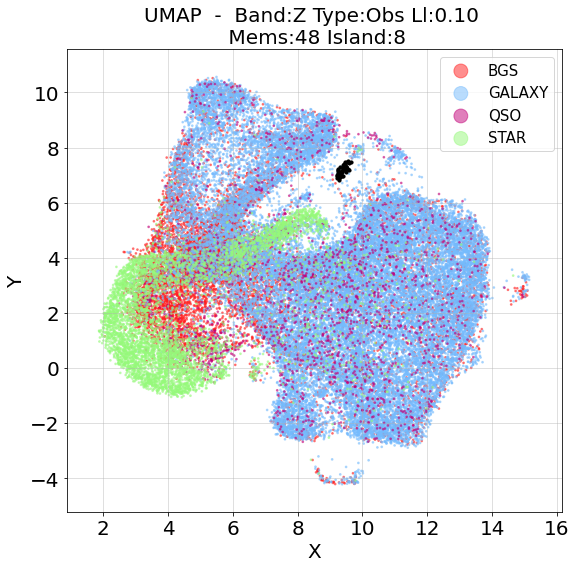 UMAP  -  Band:Z Type:Obs Ll:0.10
Mems:48 Island:8
BGS
GALAXY
QSO
STAR
10
8
6
4
2
0
−2
−4
Y
2 4 6 8 10 12 14 16
X